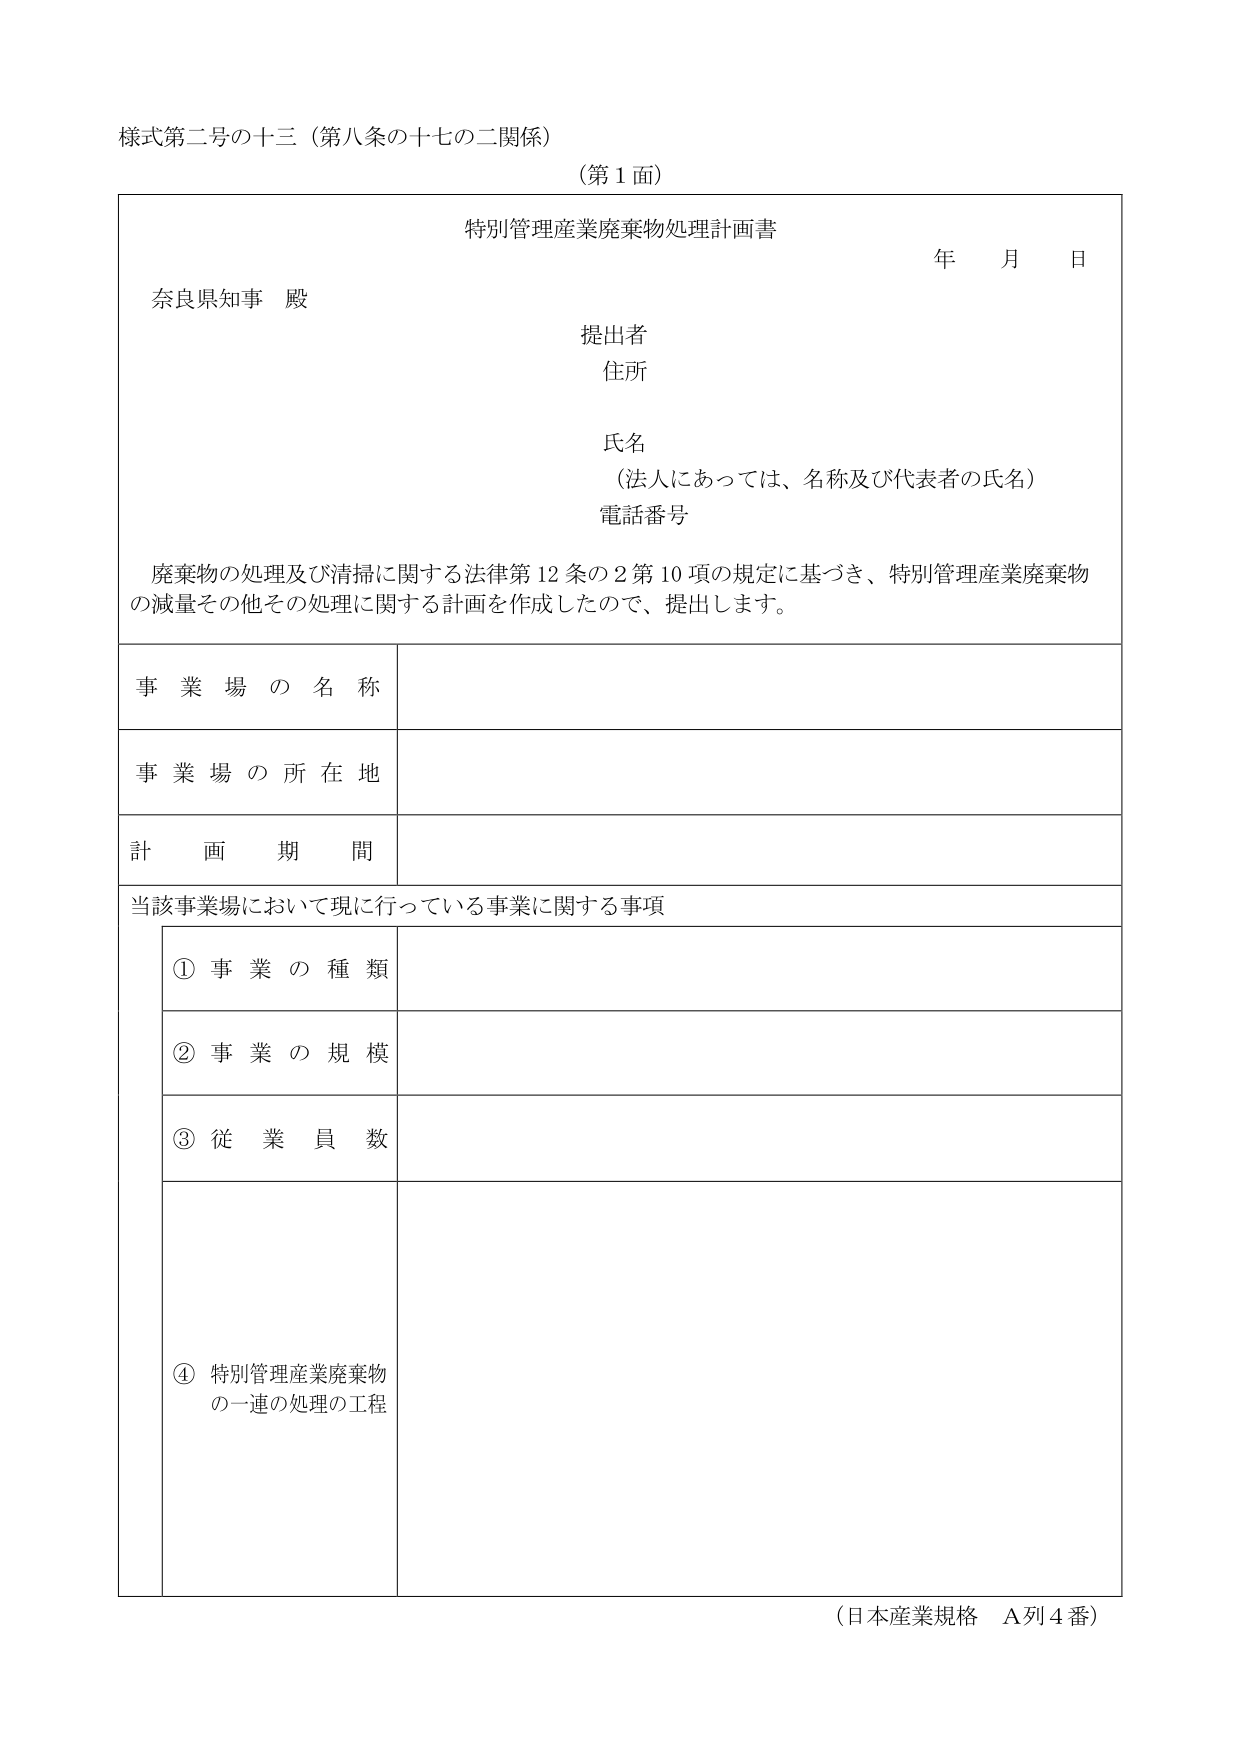 様式第二号の十三（第八条の十七の二関係）
（第１面）
特別管理産業廃棄物処理計画書
年　　月　　日
奈良県知事　殿
提出者
住所
氏名
（法人にあっては、名称及び代表者の氏名）
電話番号
廃棄物の処理及び清掃に関する法律第 12 条の２第 10 項の規定に基づき、特別管理産業廃棄物
の減量その他その処理に関する計画を作成したので、提出します。
事業場の名称
事業場の所在地
計画期間
当該事業場において現に行っている事業に関する事項
①事業の種類
②事業の規模
③従業員数
④　特別管理産業廃棄物
の一連の処理の工程
（日本産業規格　Ａ列４番）